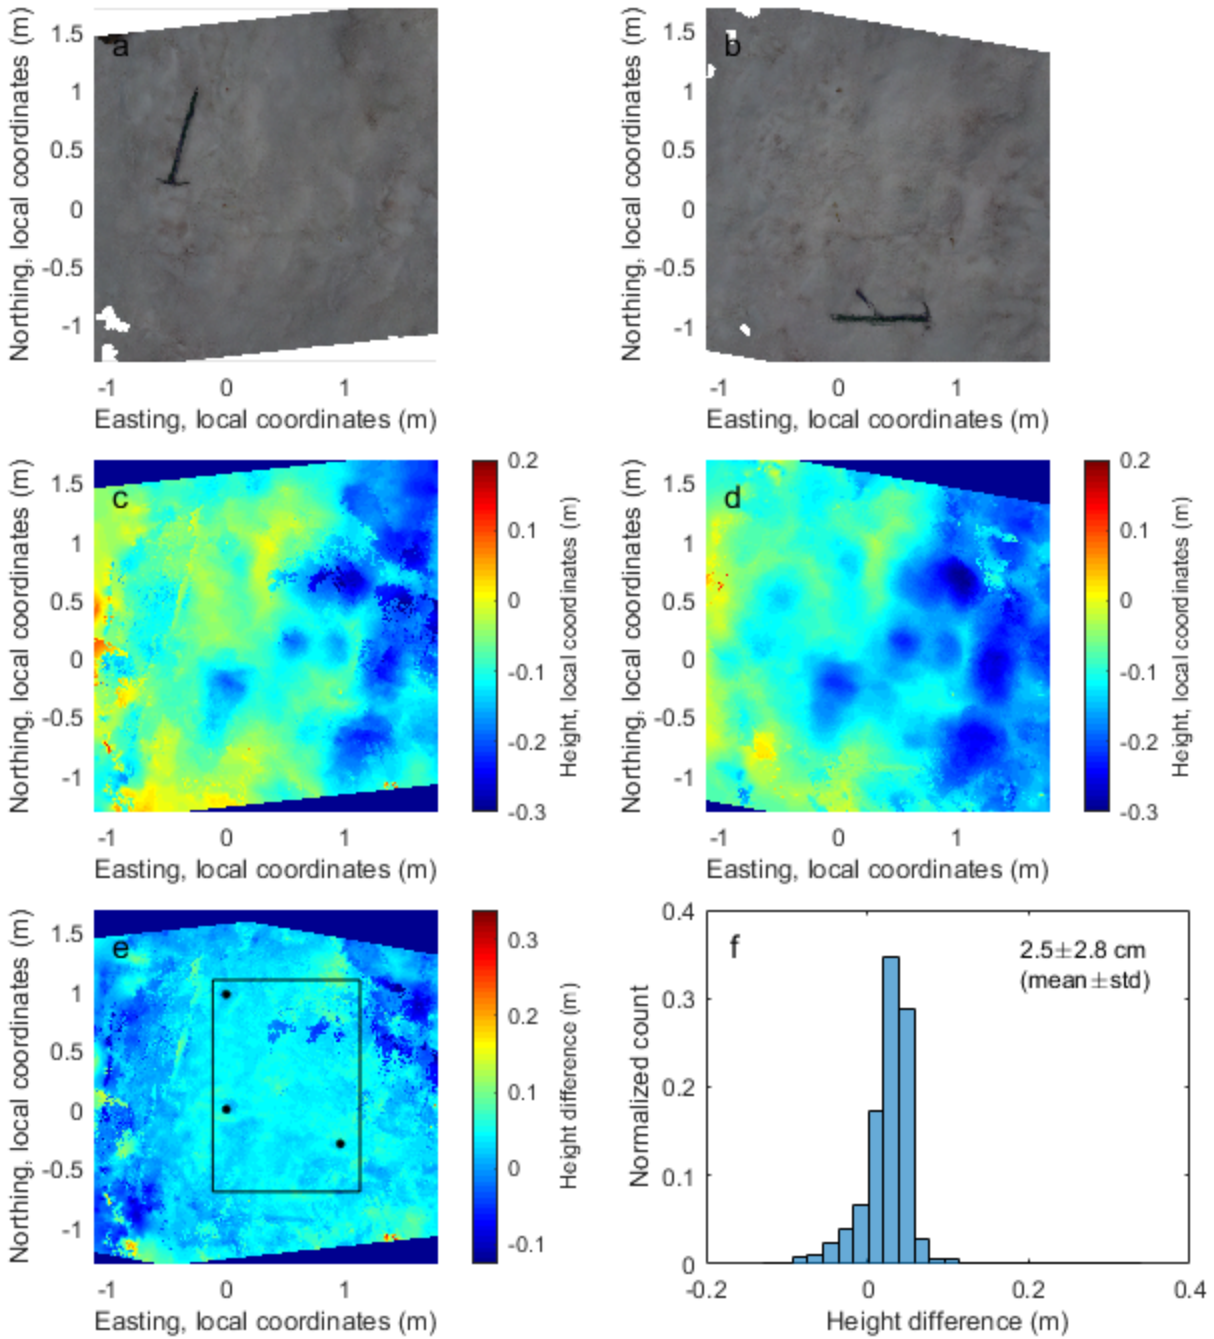 a
1.5
1
0.5
0
-0.5
-1
Northing, local coordinates (m)
-1 0 1
Easting, local coordinates (m)
b
1.5
1
0.5
0
-0.5
-1
Northing, local coordinates (m)
-1 0 1
Easting, local coordinates (m)
c
1.5
1
0.5
0
-0.5
-1
Northing, local coordinates (m)
-1 0 1
Easting, local coordinates (m)
0.2
0.1
0
-0.1
-0.2
-0.3
Height, local coordinates (m)
d
1.5
1
0.5
0
-0.5
-1
Northing, local coordinates (m)
-1 0 1
Easting, local coordinates (m)
0.2
0.1
0
-0.1
-0.2
-0.3
Height, local coordinates (m)
e
1.5
1
0.5
0
-0.5
-1
Northing, local coordinates (m)
-1 0 1
Easting, local coordinates (m)
0.3
0.2
0.1
0
-0.1
Height difference (m)
f
2.5±2.8 cm
(mean±std)
0.4
0.3
0.2
0.1
0
Normalized count
-0.2 0 0.2 0.4
Height difference (m)